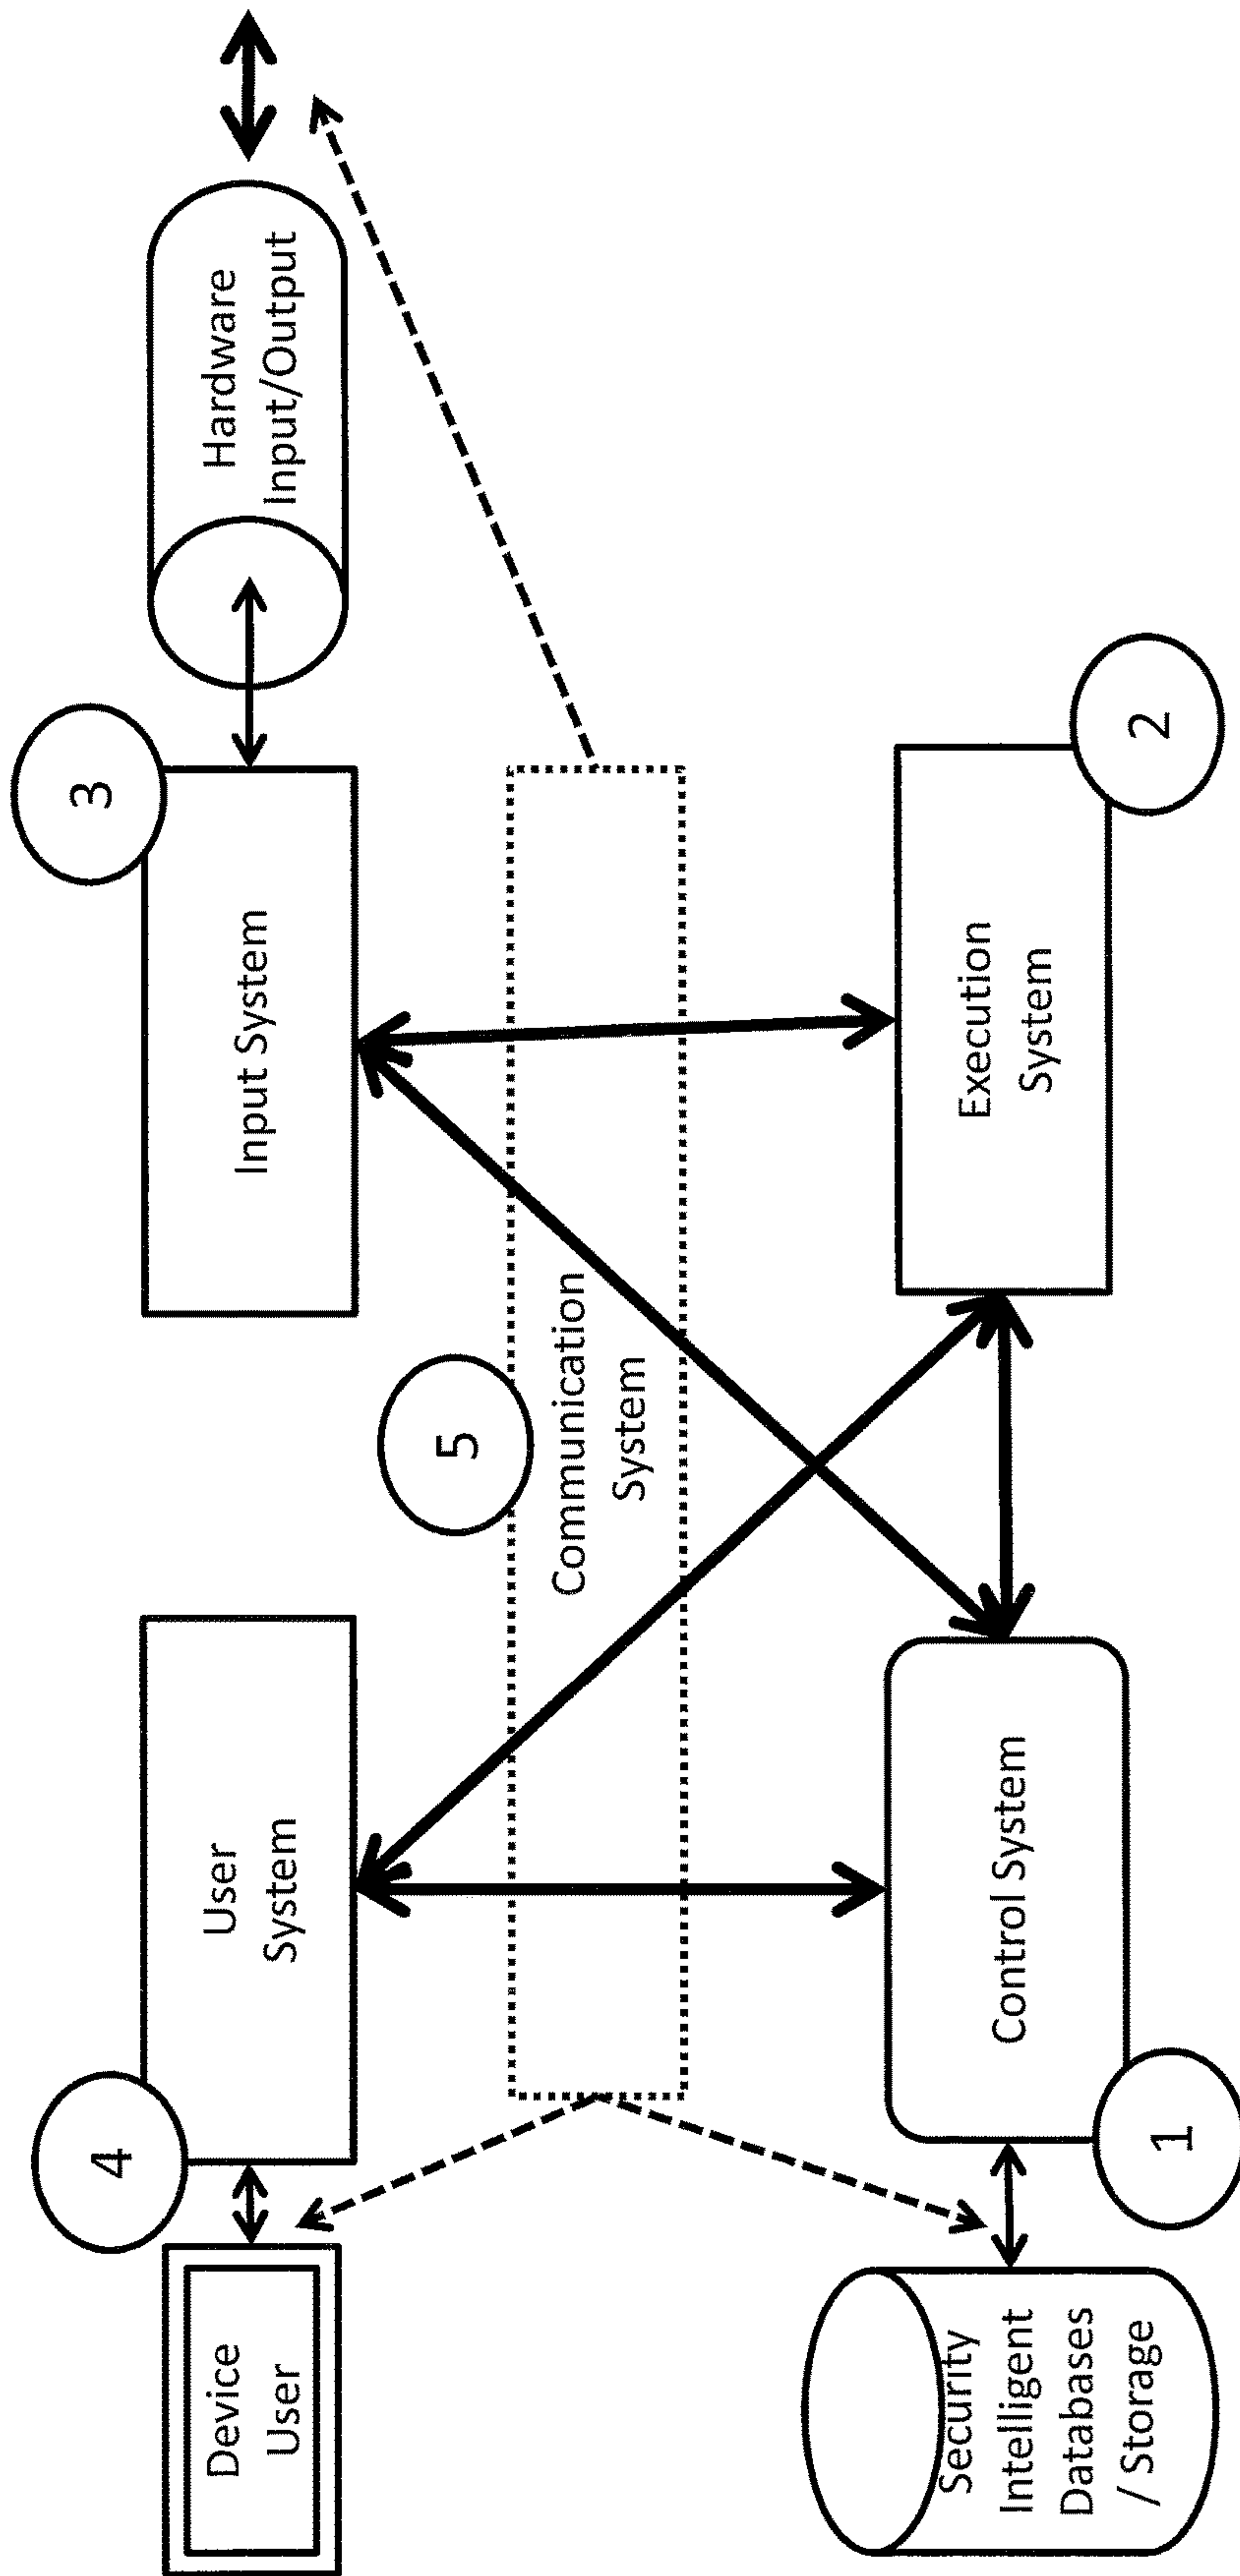 4
3
Device
User
User
System
Input System
Hardware
Input/Output
5
Communication
System
Security
Intelligent
Databases
/ Storage
Control System
Execution
System
1
2